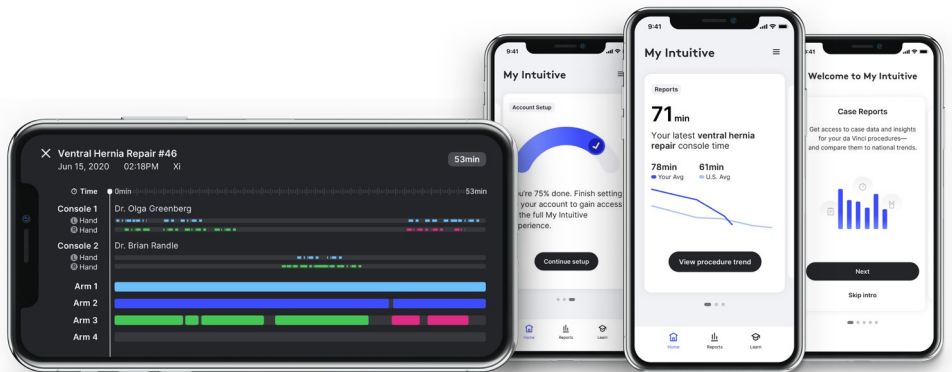 Ventral Hernia Repair #46
Jun 15, 2020 02:18PM Xi
53min
Time 0min 53min
Console 1 Dr. Olga Greenberg
L Hand
R Hand
Console 2 Dr. Brian Randle
L Hand
R Hand
Arm 1
Arm 2
Arm 3
Arm 4
9:41
My Intuitive
Account Setup
You're 75% done. Finish setting
your account to gain access
the full My Intuitive
experience.
Continue setup
Home Reports Learn
9:41
My Intuitive
Reports
71 min
Your latest ventral hernia
repair console time
78min 61min
Your Avg U.S. Avg
View procedure trend
Home Reports Learn
9:41
Welcome to My Intuitive
Case Reports
Get access to case data and insights
for your da Vinci procedures—
and compare them to national trends.
Next
Skip intro